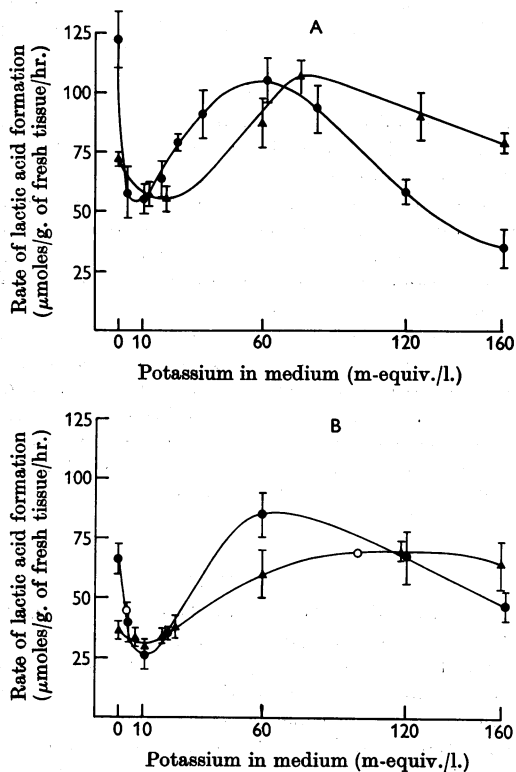 A
Rate of lactic acid formation
(μmoles/g. of fresh tissue/hr.)
125
100
75
50
25
0 10 60 120 160
Potassium in medium (m-equiv./l.)
B
Rate of lactic acid formation
(μmoles/g. of fresh tissue/hr.)
125
100
75
50
25
0 10 60 120 160
Potassium in medium (m-equiv./l.)